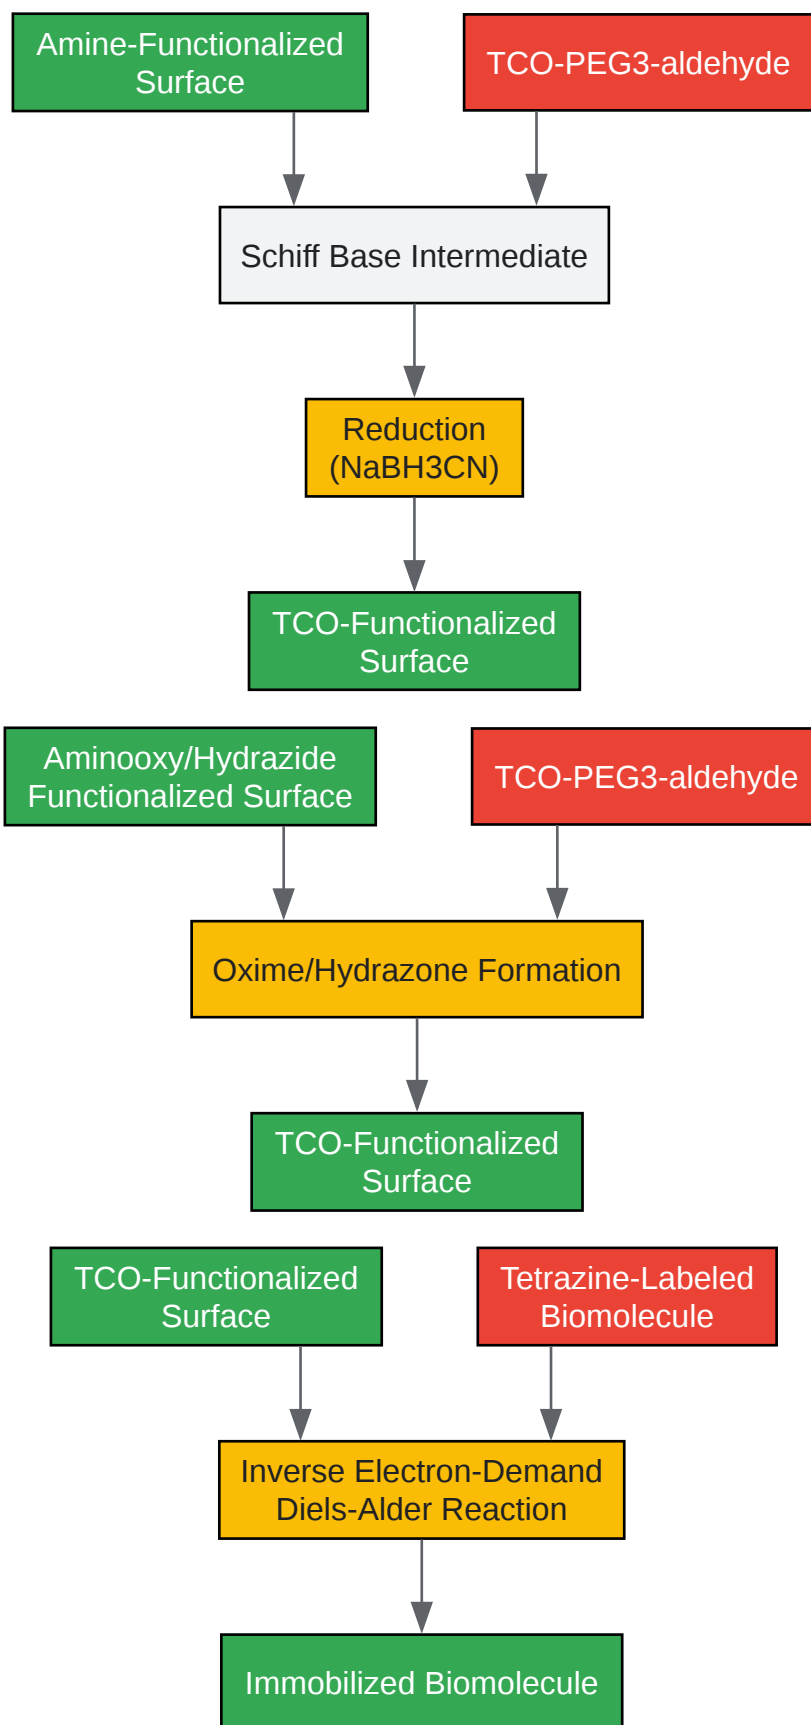 Amine-Functionalized
Surface
TCO-PEG3-aldehyde
Schiff Base Intermediate
Reduction
(NaBH3CN)
TCO-Functionalized
Surface
Aminooxy/Hydrazide
Functionalized Surface
TCO-PEG3-aldehyde
Oxime/Hydrazone Formation
TCO-Functionalized
Surface
TCO-Functionalized
Surface
Tetrazine-Labeled
Biomolecule
Inverse Electron-Demand
Diels-Alder Reaction
Immobilized Biomolecule